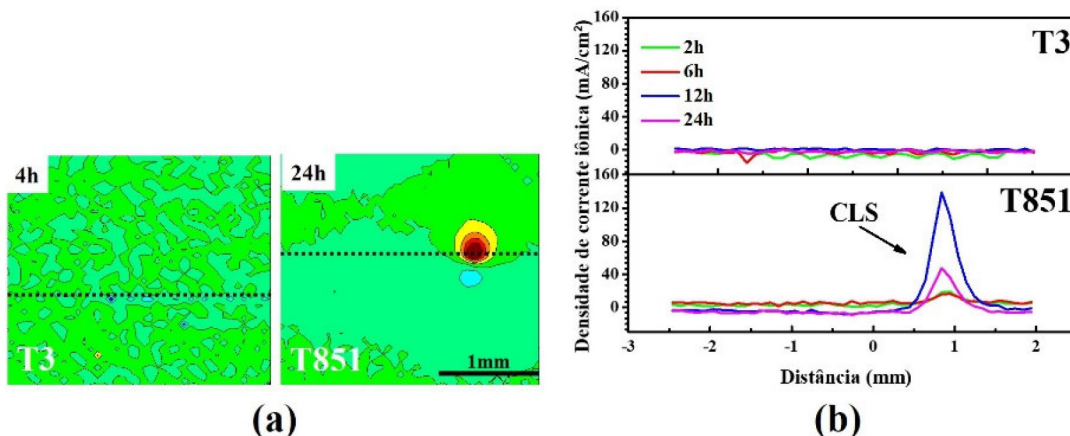 4h
T3
24h
T851
1mm
(a)
Densidade de corrente iônica (mA/cm²)
160
120
80
40
0
160
120
80
40
0
2h
6h
12h
24h
T3
T851
CLS
-3 -2 -1 0 1 2
Distância (mm)
(b)